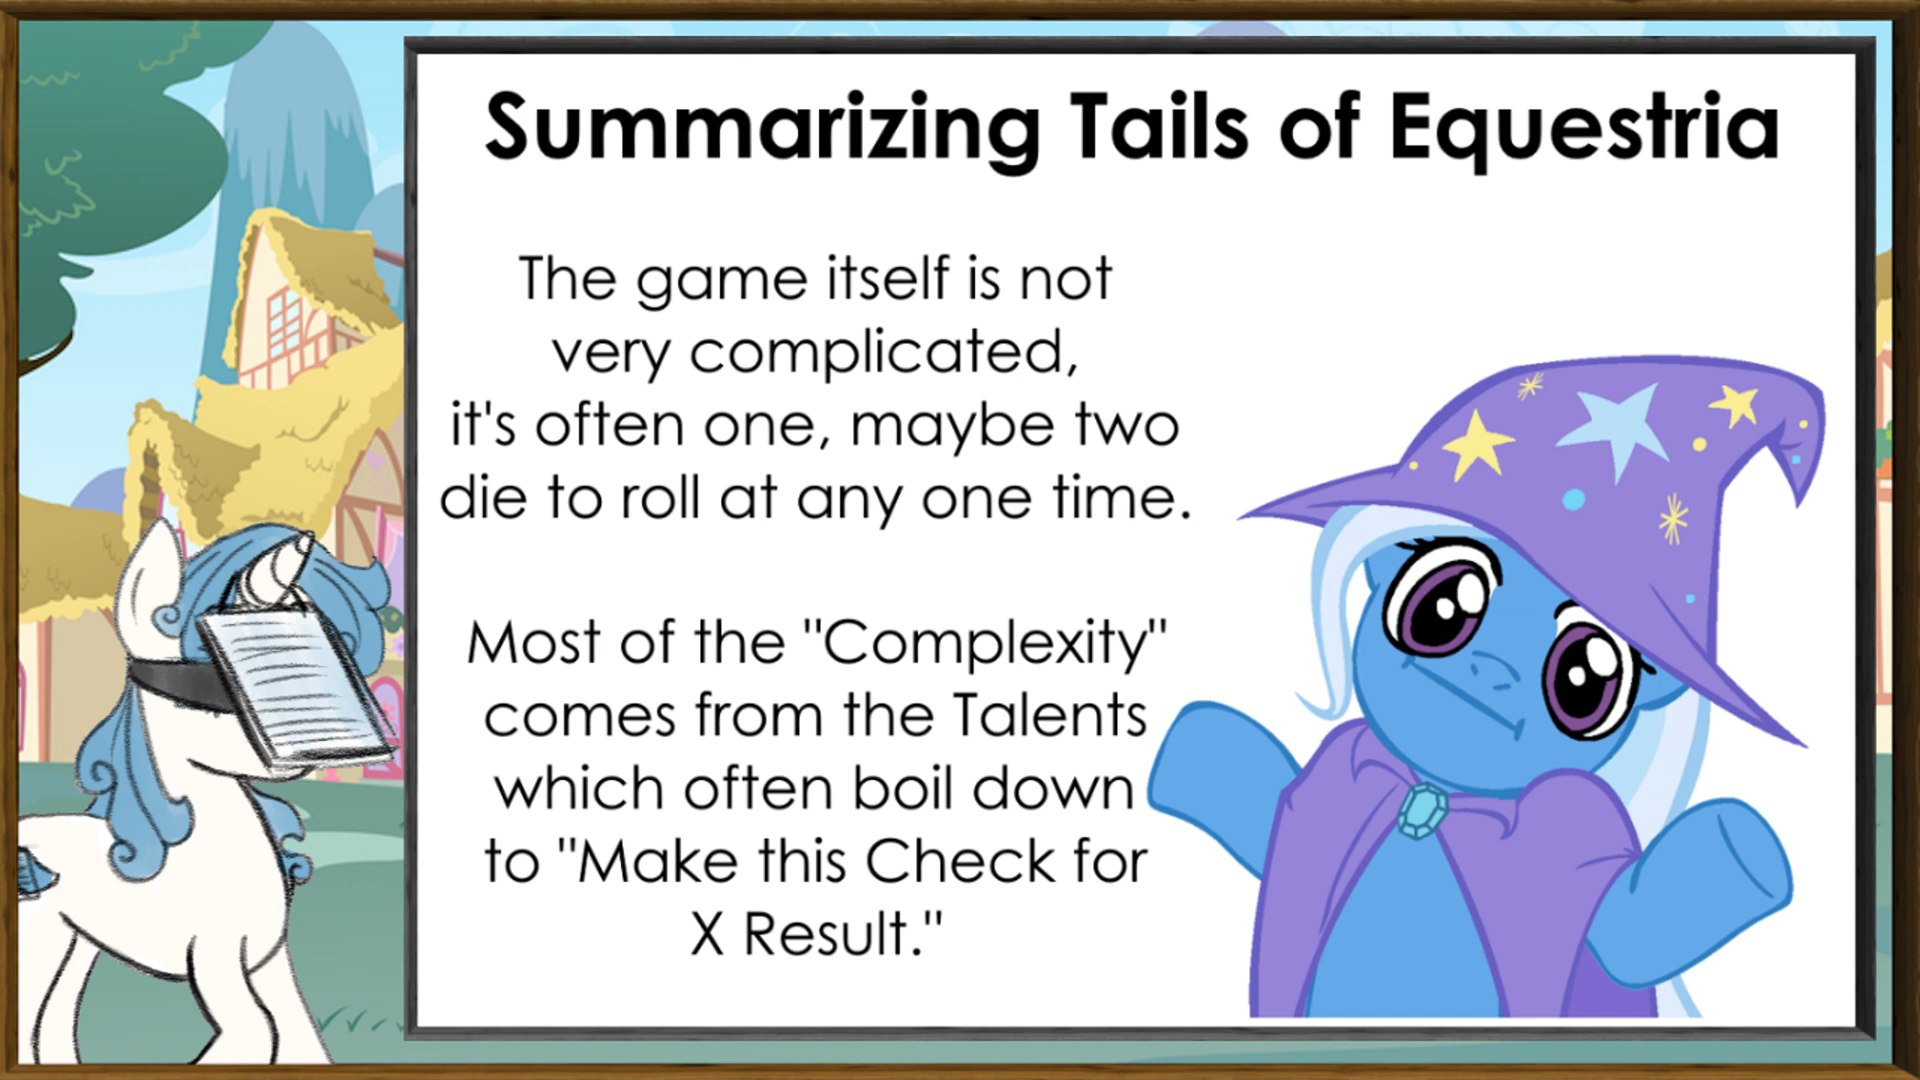 Summarizing Tails of Equestria
The game itself is not
very complicated,
it's often one, maybe two
die to roll at any one time.
Most of the "Complexity"
comes from the Talents
which often boil down
to "Make this Check for
X Result."